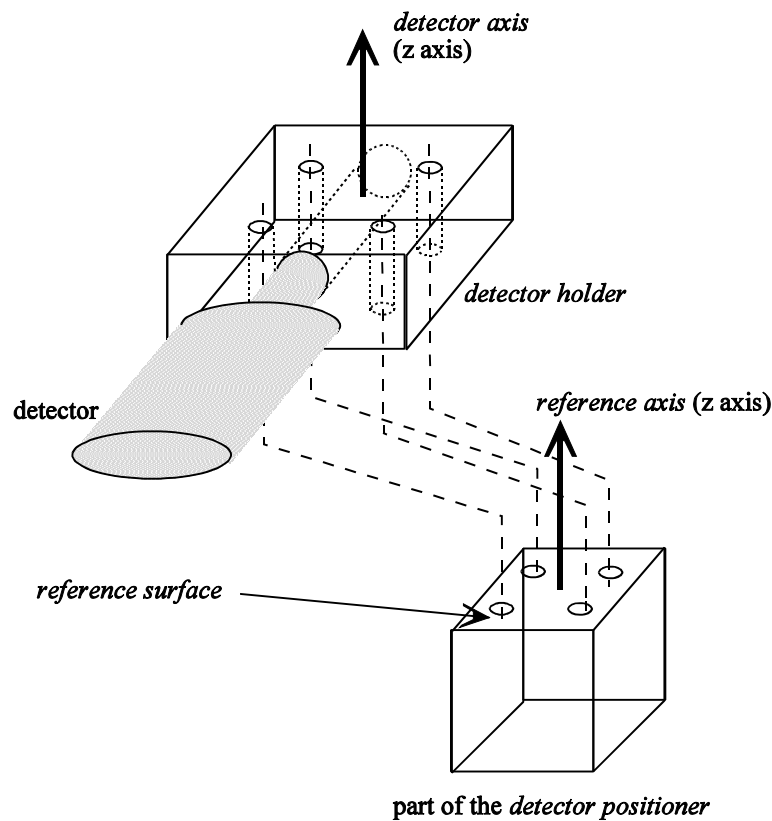 detector axis
(z axis)
detector holder
detector
reference axis (z axis)
reference surface
part of the detector positioner